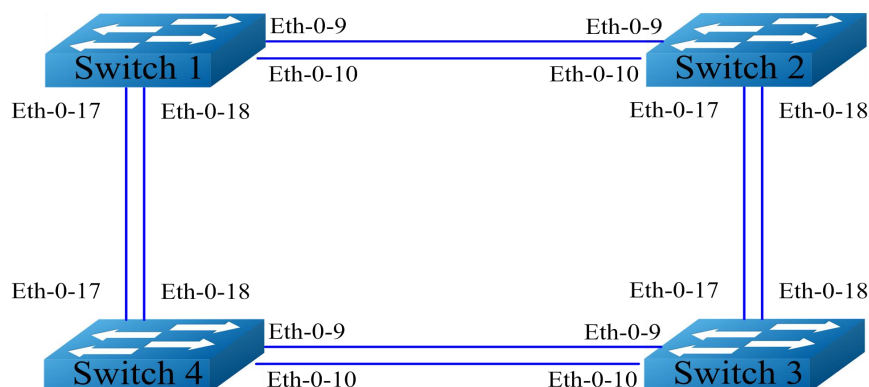 Eth-0-9 Eth-0-9
Switch 1 Eth-0-10 Eth-0-10 Switch 2
Eth-0-17 Eth-0-18 Eth-0-17 Eth-0-18
Eth-0-17 Eth-0-18 Eth-0-17 Eth-0-18
Eth-0-9 Eth-0-9
Switch 4 Eth-0-10 Eth-0-10 Switch 3